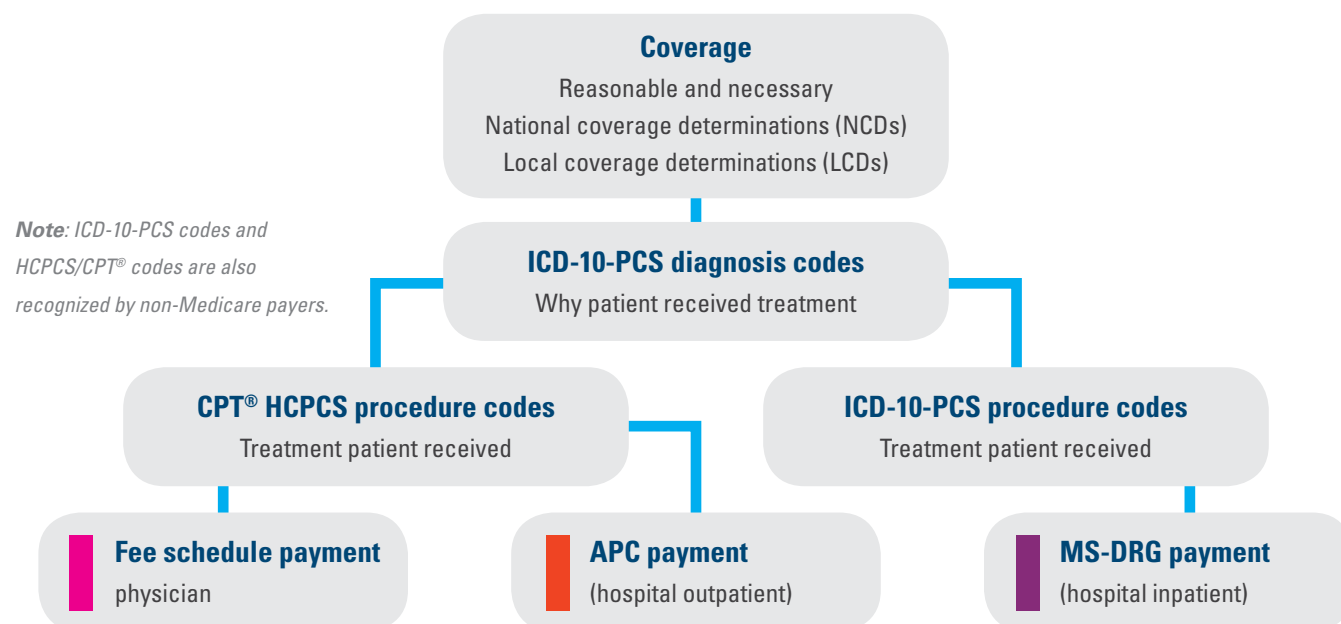 Coverage
Reasonable and necessary
National coverage determinations (NCDs)
Local coverage determinations (LCDs)
Note: ICD-10-PCS codes and
HCPCS/CPT® codes are also
recognized by non-Medicare payers.
ICD-10-PCS diagnosis codes
Why patient received treatment
CPT® HCPCS procedure codes
Treatment patient received
ICD-10-PCS procedure codes
Treatment patient received
Fee schedule payment
physician
APC payment
(hospital outpatient)
MS-DRG payment
(hospital inpatient)